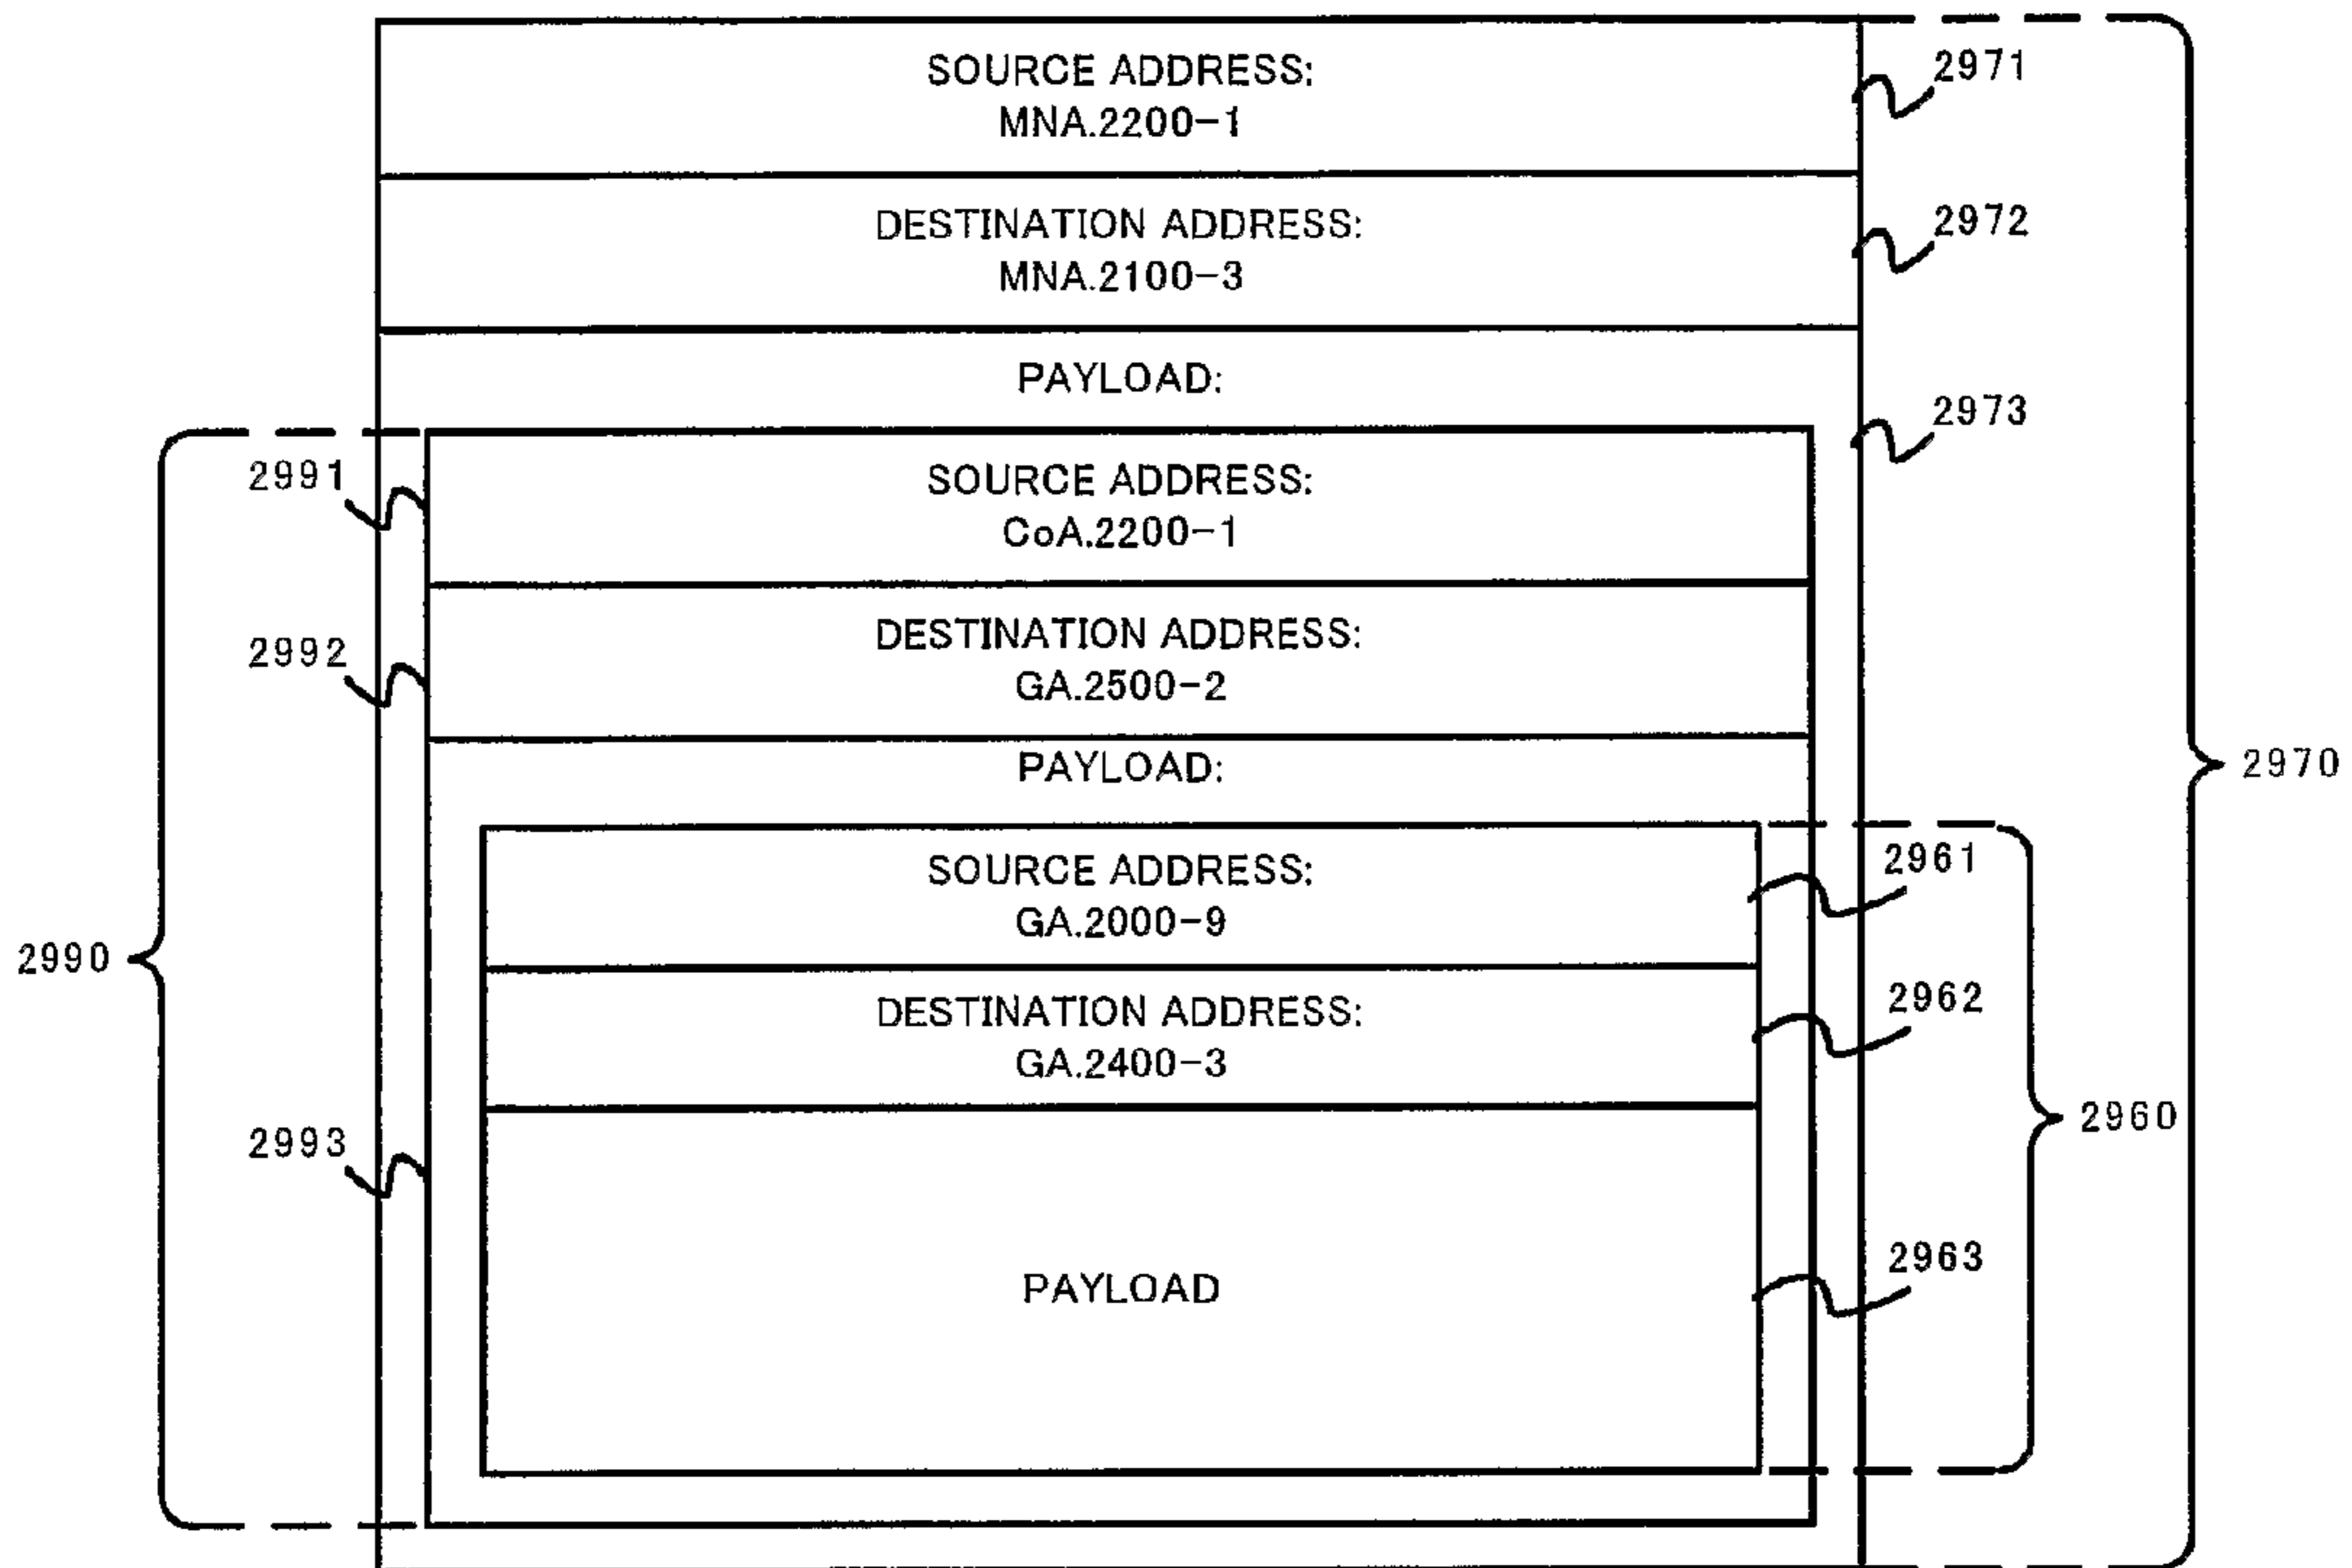 SOURCE ADDRESS:
MNA.2200-1
2971
DESTINATION ADDRESS:
MNA.2100-3
2972
PAYLOAD:
2973
2991
SOURCE ADDRESS:
CoA.2200-1
2992
DESTINATION ADDRESS:
GA.2500-2
PAYLOAD:
2970
2961
SOURCE ADDRESS:
GA.2000-9
2990
2962
DESTINATION ADDRESS:
GA.2400-3
2960
2993
2963
PAYLOAD